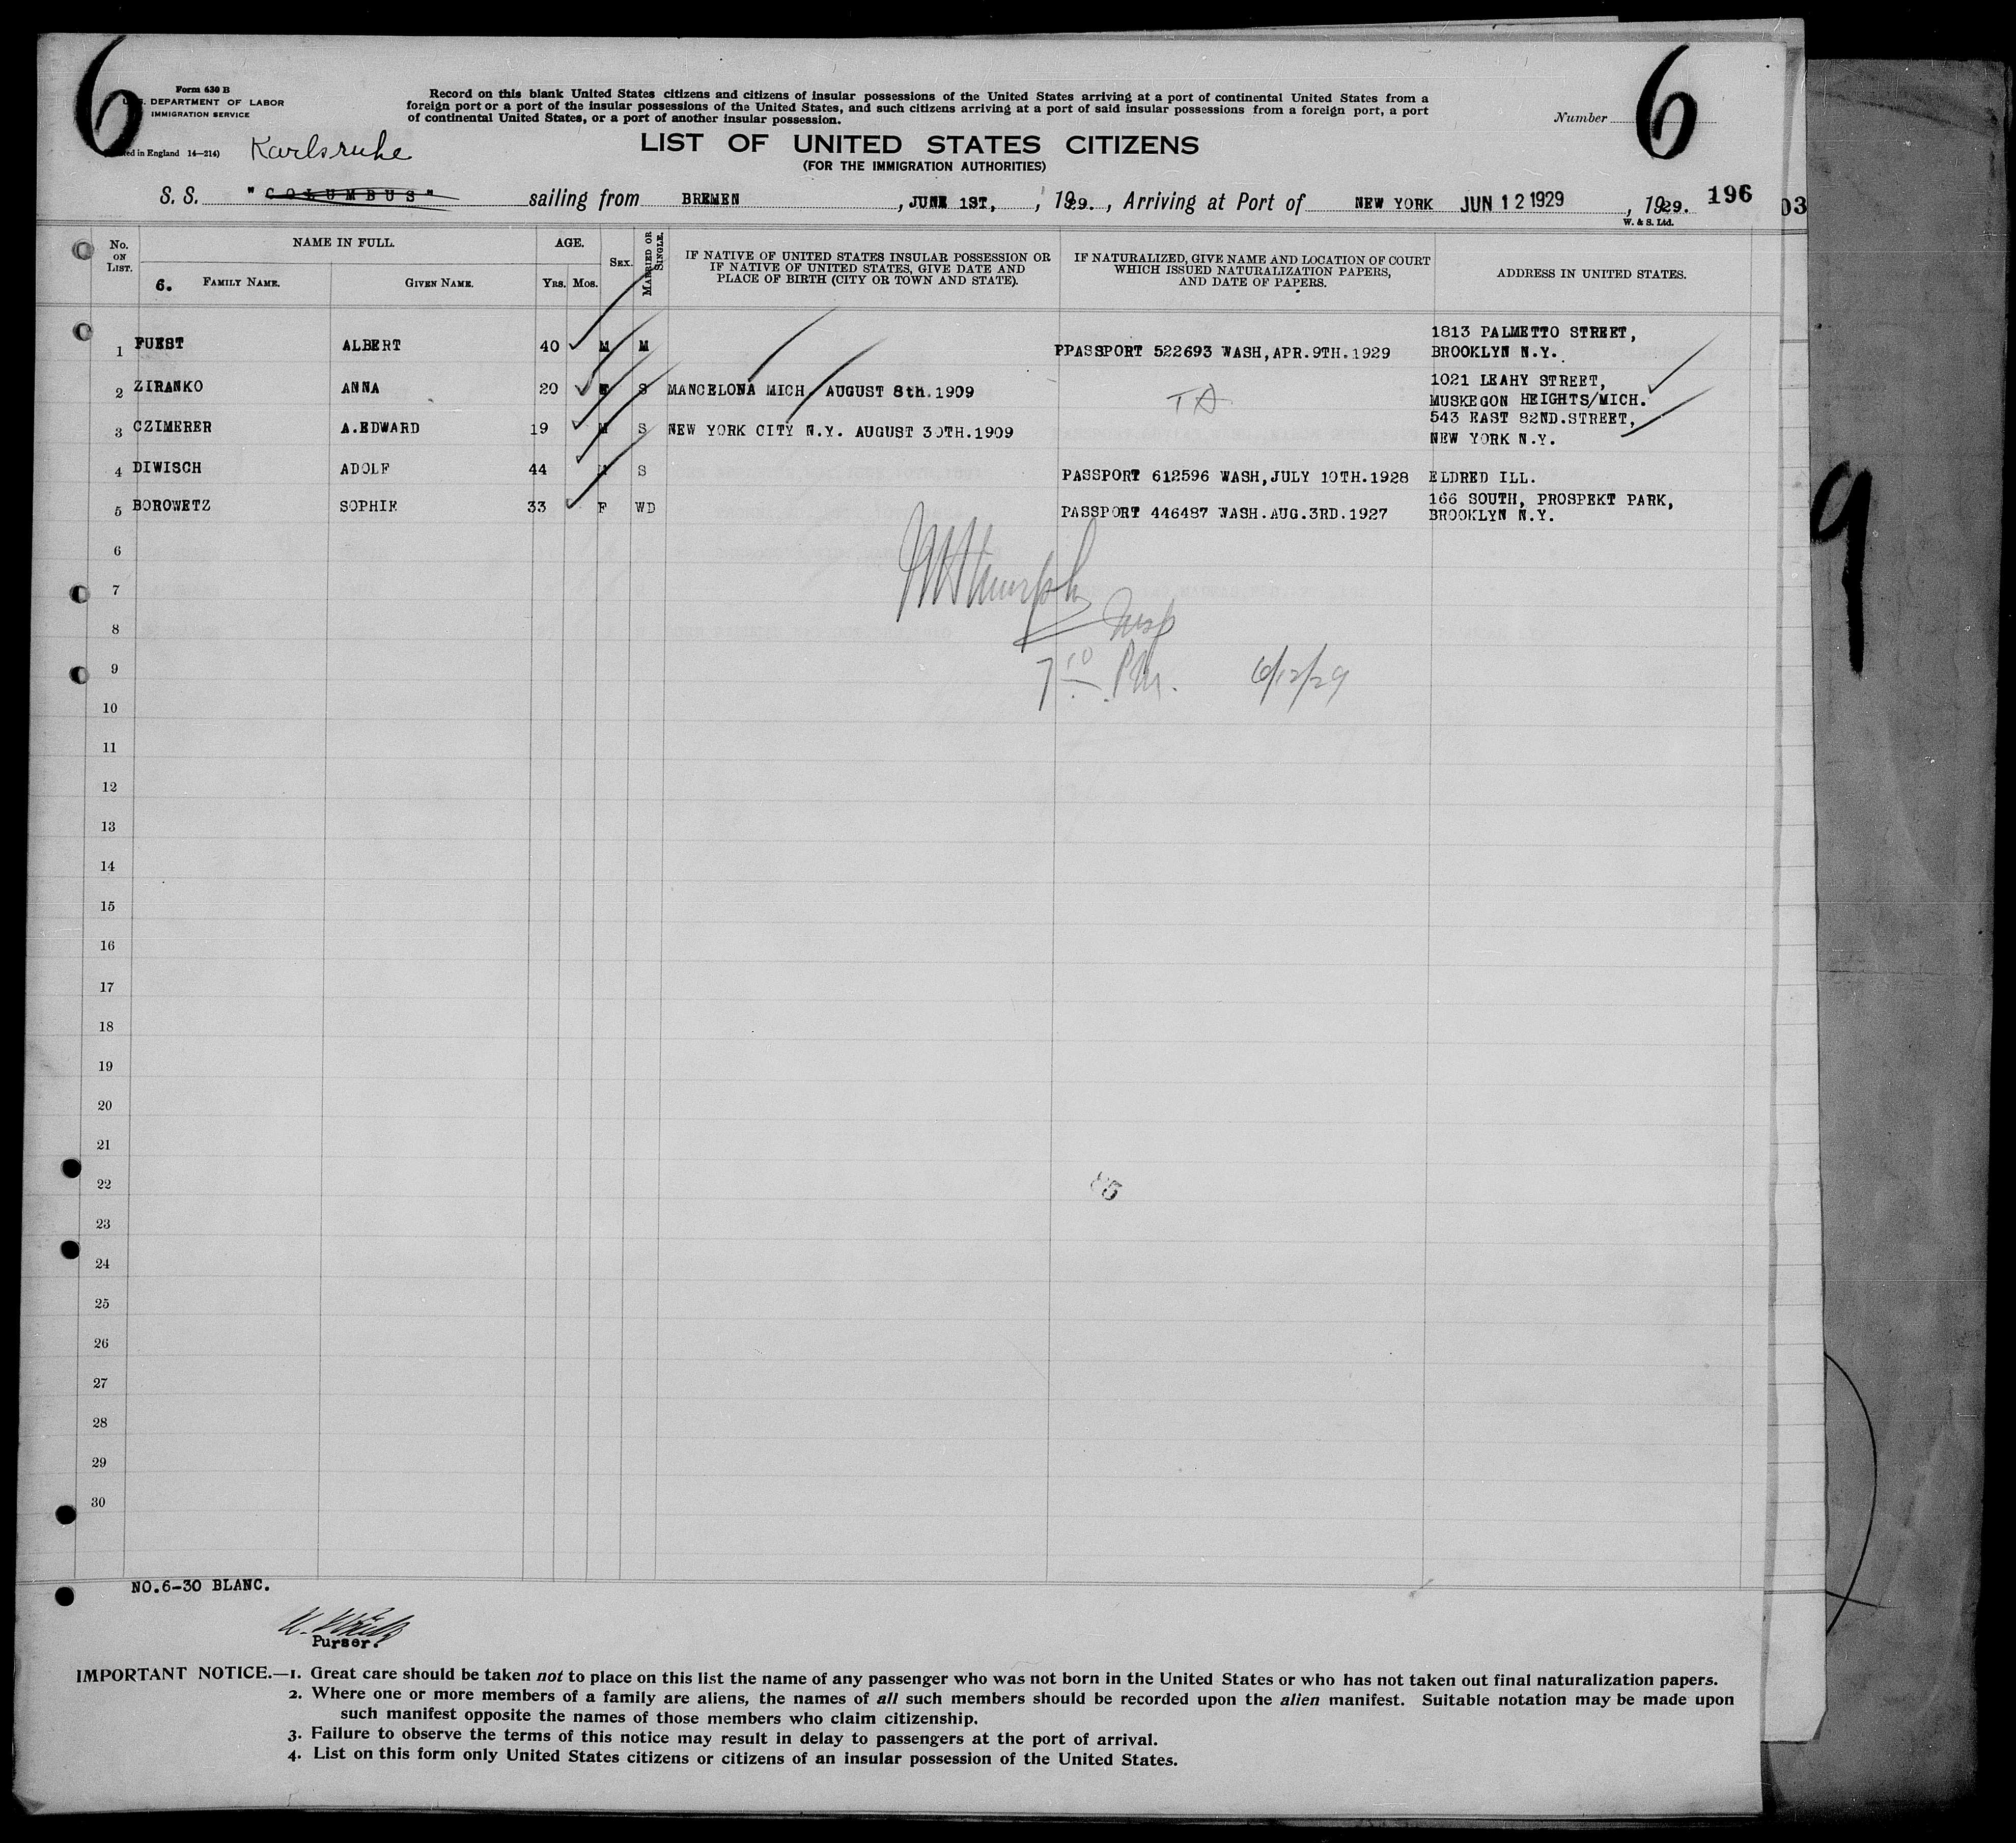 6
6
Form 630 B
DEPARTMENT OF LABOR
IMMIGRATION SERVICE
ed in England 14—214)
Karlsruhe
Record on this blank United States citizens and citizens of insular possessions of the United States arriving at a port of continental United States from a
foreign port or a port of the insular possessions of the United States, and such citizens arriving at a port of said insular possessions from a foreign port, a port
of continental United States, or a port of another insular possession.
Number
LIST OF UNITED STATES CITIZENS
(FOR THE IMMIGRATION AUTHORITIES)
S. S. "COLUMBUS" sailing from BREMEN, JUNE 1ST, , 1929. , Arriving at Port of NEW YORK JUN 12 1929 , 1929. 196
03
W. & S. Ltd.
No. ON LIST.
NAME IN FULL.
6. FAMILY NAME.
GIVEN NAME.
AGE.
Yrs. Mos.
SEX.
MARRIED OR SINGLE.
IF NATIVE OF UNITED STATES INSULAR POSSESSION OR
IF NATIVE OF UNITED STATES, GIVE DATE AND
PLACE OF BIRTH (CITY OR TOWN AND STATE).
IF NATURALIZED, GIVE NAME AND LOCATION OF COURT
WHICH ISSUED NATURALIZATION PAPERS,
AND DATE OF PAPERS.
ADDRESS IN UNITED STATES.
1 FUEST ALBERT 40 M M PPASSPORT 522693 WASH,APR.9TH.1929 1813 PALMETTO STREET,
BROOKLYN N.Y.
2 ZIRANKO ANNA 20 F S MANCELONA MICH. AUGUST 8th.1909 TA 1021 LEAHY STREET,
MUSKEGON HEIGHTS/MICH.
3 CZIMERER A.EDWARD 19 M S NEW YORK CITY N.Y. AUGUST 30TH.1909 543 EAST 82ND.STREET,
NEW YORK N.Y.
4 DIWISCH ADOLF 44 M S PASSPORT 612596 WASH,JULY 10TH.1928 ELDRED ILL.
5 BOROWETZ SOPHIE 33 F WD PASSPORT 446487 WASH.AUG.3RD.1927 166 SOUTH, PROSPEKT PARK,
BROOKLYN N.Y.
6
7
8 Insp
9 7 10 P.M. 6/12/29
9
10
11
12
13
14
15
16
17
18
19
20
21
22
23
24
25
26
27
28
29
30
NO.6-30 BLANC.
Purser.
IMPORTANT NOTICE.—1. Great care should be taken not to place on this list the name of any passenger who was not born in the United States or who has not taken out final naturalization papers.
2. Where one or more members of a family are aliens, the names of all such members should be recorded upon the alien manifest. Suitable notation may be made upon
such manifest opposite the names of those members who claim citizenship.
3. Failure to observe the terms of this notice may result in delay to passengers at the port of arrival.
4. List on this form only United States citizens or citizens of an insular possession of the United States.